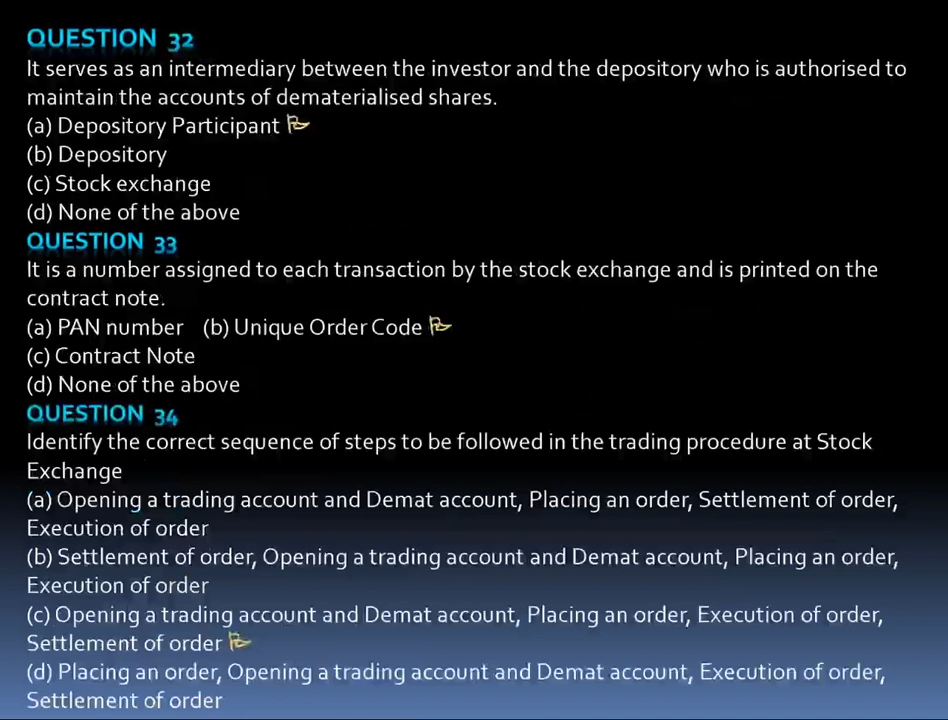 QUESTION 32
It serves as an intermediary between the investor and the depository who is authorised to
maintain the accounts of dematerialised shares.
(a) Depository Participant
(b) Depository
(c) Stock exchange
(d) None of the above
QUESTION 33
It is a number assigned to each transaction by the stock exchange and is printed on the
contract note.
(a) PAN number (b) Unique Order Code
(c) Contract Note
(d) None of the above
QUESTION 34
Identify the correct sequence of steps to be followed in the trading procedure at Stock
Exchange
(a) Opening a trading account and Demat account, Placing an order, Settlement of order,
Execution of order
(b) Settlement of order, Opening a trading account and Demat account, Placing an order,
Execution of order
(c) Opening a trading account and Demat account, Placing an order, Execution of order,
Settlement of order
(d) Placing an order, Opening a trading account and Demat account, Execution of order,
Settlement of order